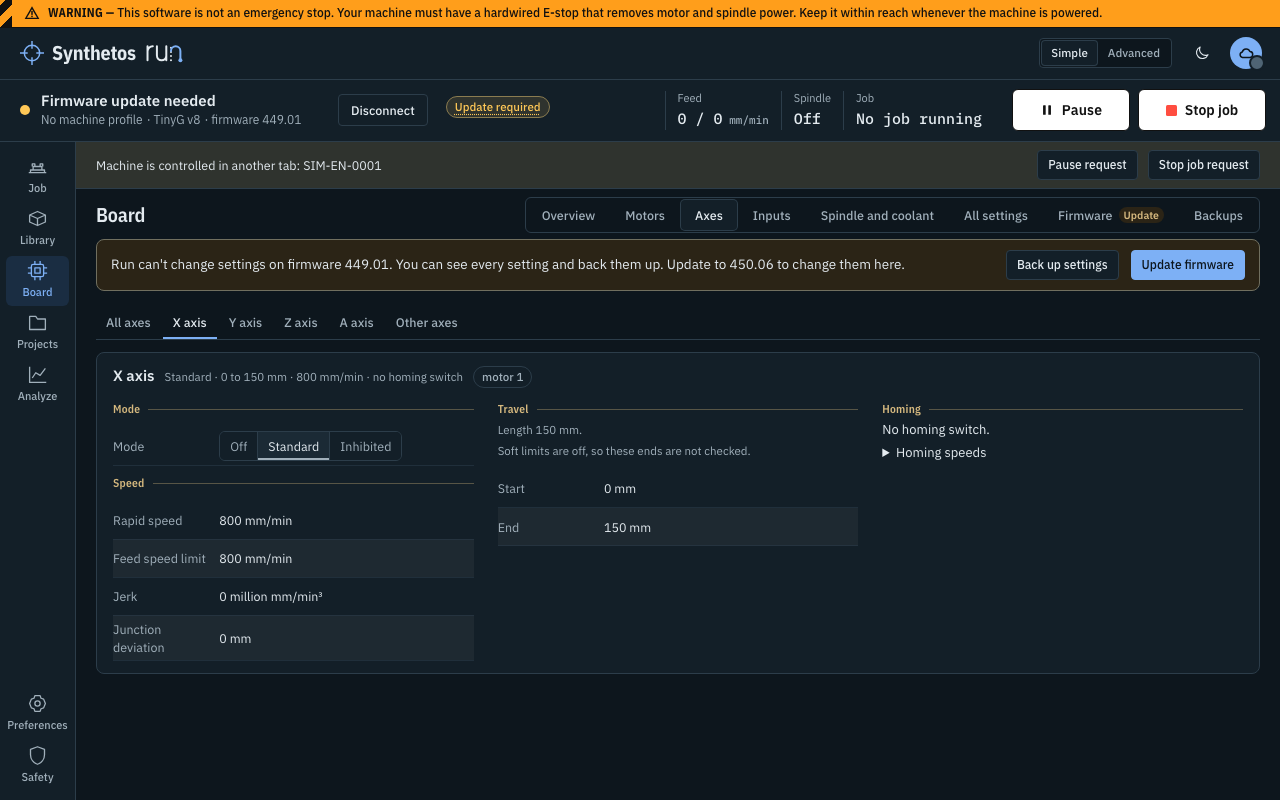 WARNING — This software is not an emergency stop. Your machine must have a hardwired E-stop that removes motor and spindle power. Keep it within reach whenever the machine is powered.
Synthetos run
Simple Advanced
Firmware update needed
No machine profile · TinyG v8 · firmware 449.01
Disconnect
Update required
Feed
0 / 0 mm/min
Spindle
Off
Job
No job running
Pause
Stop job
Machine is controlled in another tab: SIM-EN-0001
Pause request
Stop job request
Job
Library
Board
Projects
Analyze
Preferences
Safety
Board
Overview Motors Axes Inputs Spindle and coolant All settings Firmware Update Backups
Run can't change settings on firmware 449.01. You can see every setting and back them up. Update to 450.06 to change them here.
Back up settings
Update firmware
All axes X axis Y axis Z axis A axis Other axes
X axis Standard · 0 to 150 mm · 800 mm/min · no homing switch motor 1
Mode
Mode Off Standard Inhibited
Speed
Rapid speed 800 mm/min
Feed speed limit 800 mm/min
Jerk 0 million mm/min³
Junction deviation 0 mm
Travel
Length 150 mm.
Soft limits are off, so these ends are not checked.
Start 0 mm
End 150 mm
Homing
No homing switch.
Homing speeds